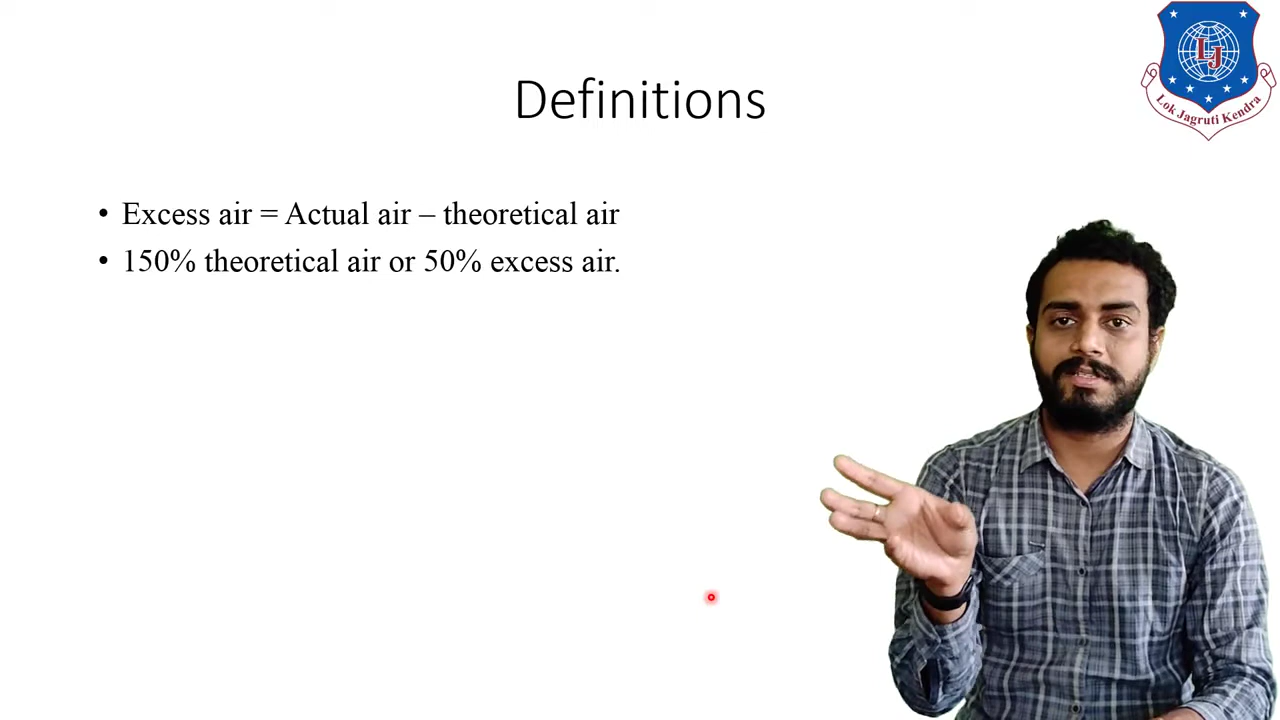 LJ
Lok Jagruti Kendra
Definitions
• Excess air = Actual air – theoretical air
• 150% theoretical air or 50% excess air.